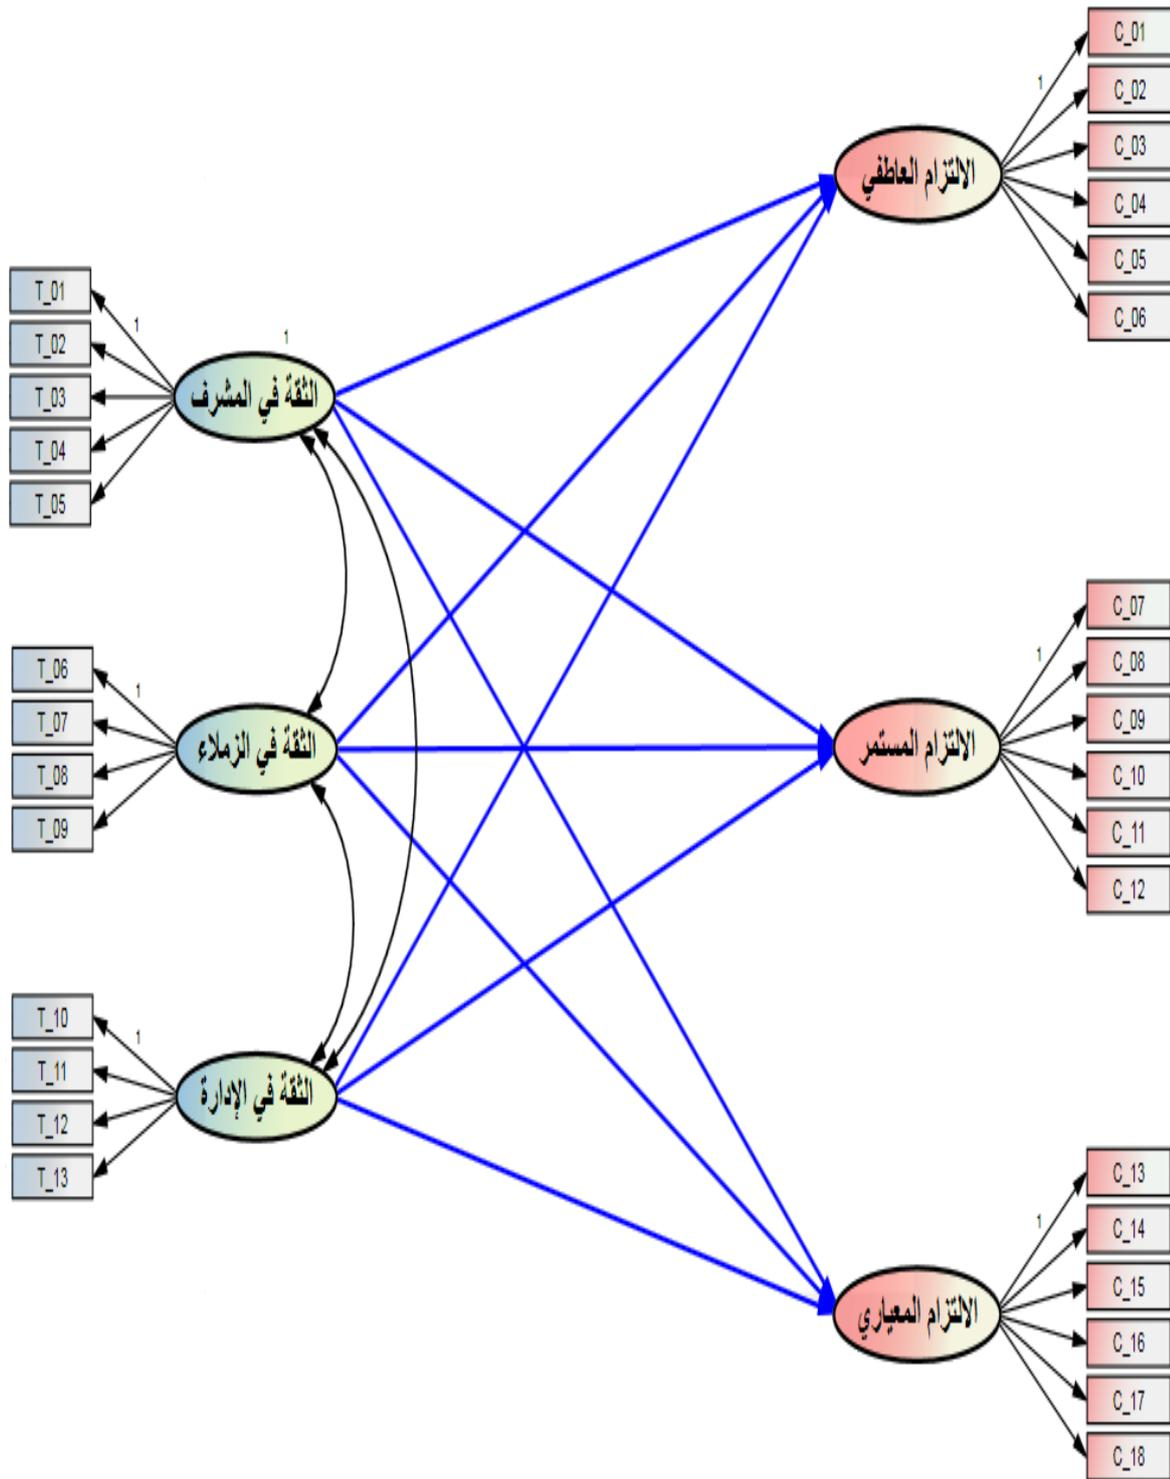 C_01
1
C_02
C_03
الالتزام العاطفي
C_04
C_05
C_06
T_01
1
T_02
1
T_03
الثقة في المشرف
T_04
T_05
C_07
1
C_08
C_09
الالتزام المستمر
C_10
C_11
C_12
T_06
1
T_07
الثقة في الزملاء
T_08
T_09
T_10
1
T_11
الثقة في الإدارة
T_12
T_13
C_13
1
C_14
C_15
الالتزام المعياري
C_16
C_17
C_18